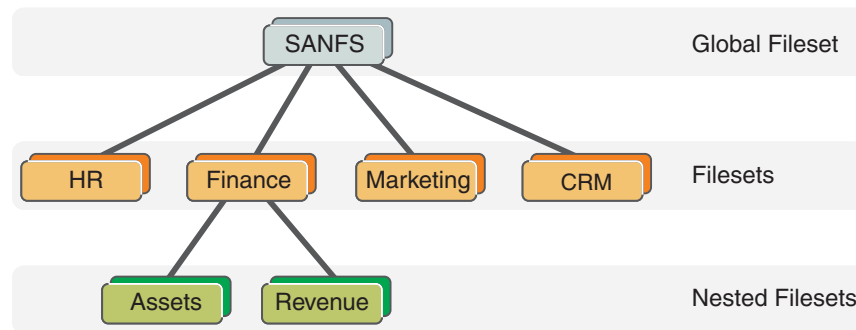 SANFS Global Fileset
HR Finance Marketing CRM Filesets
Assets Revenue Nested Filesets